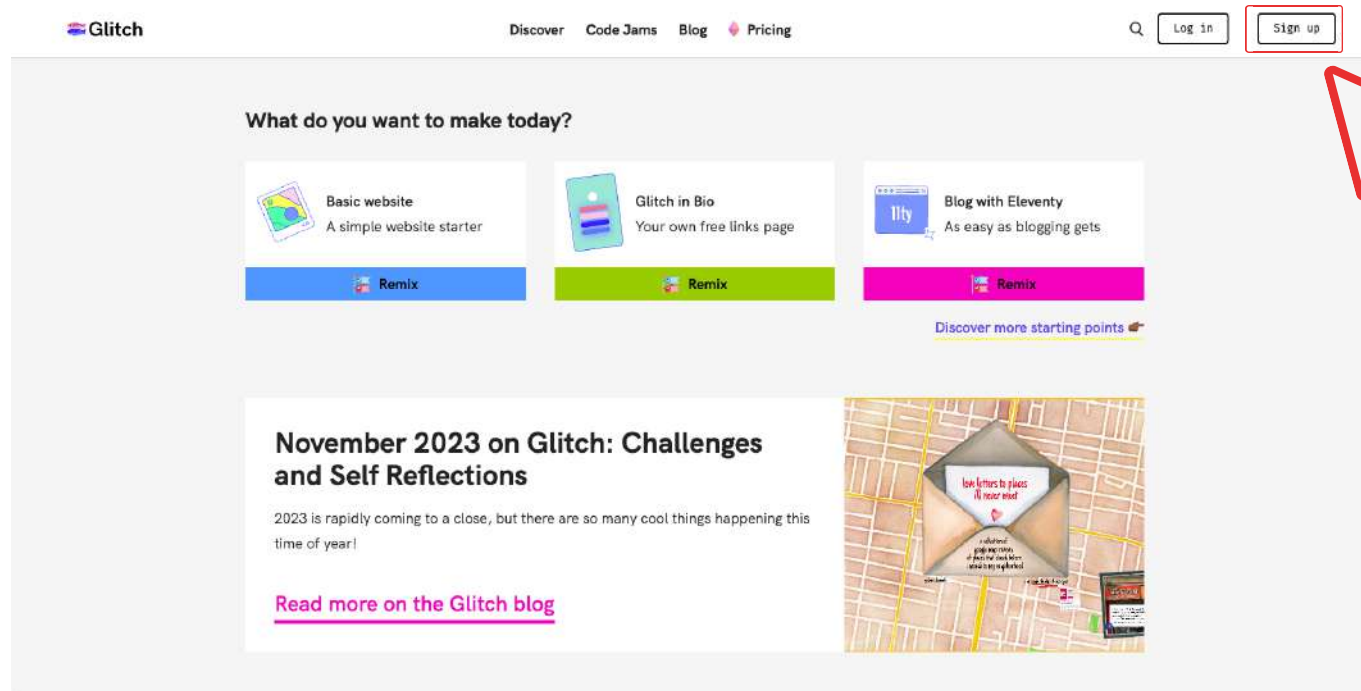 Glitch
Discover Code Jams Blog Pricing
Log in
Sign up
What do you want to make today?
Basic website
A simple website starter
Remix
Glitch in Bio
Your own free links page
Remix
11ty
Blog with Eleventy
As easy as blogging gets
Remix
Discover more starting points
November 2023 on Glitch: Challenges
and Self Reflections
2023 is rapidly coming to a close, but there are so many cool things happening this
time of year!
Read more on the Glitch blog
love letters to places
i'll never meet